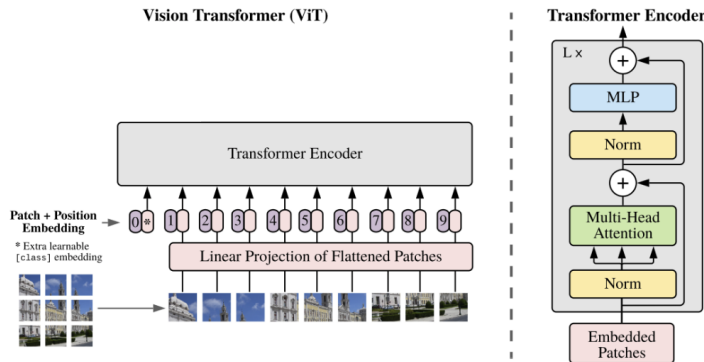 Vision Transformer (ViT)
Transformer Encoder
0 * 1 2 3 4 5 6 7 8 9
Patch + Position
Embedding
* Extra learnable
[class] embedding
Linear Projection of Flattened Patches
Transformer Encoder
L x
+
MLP
Norm
+
Multi-Head
Attention
Norm
Embedded
Patches